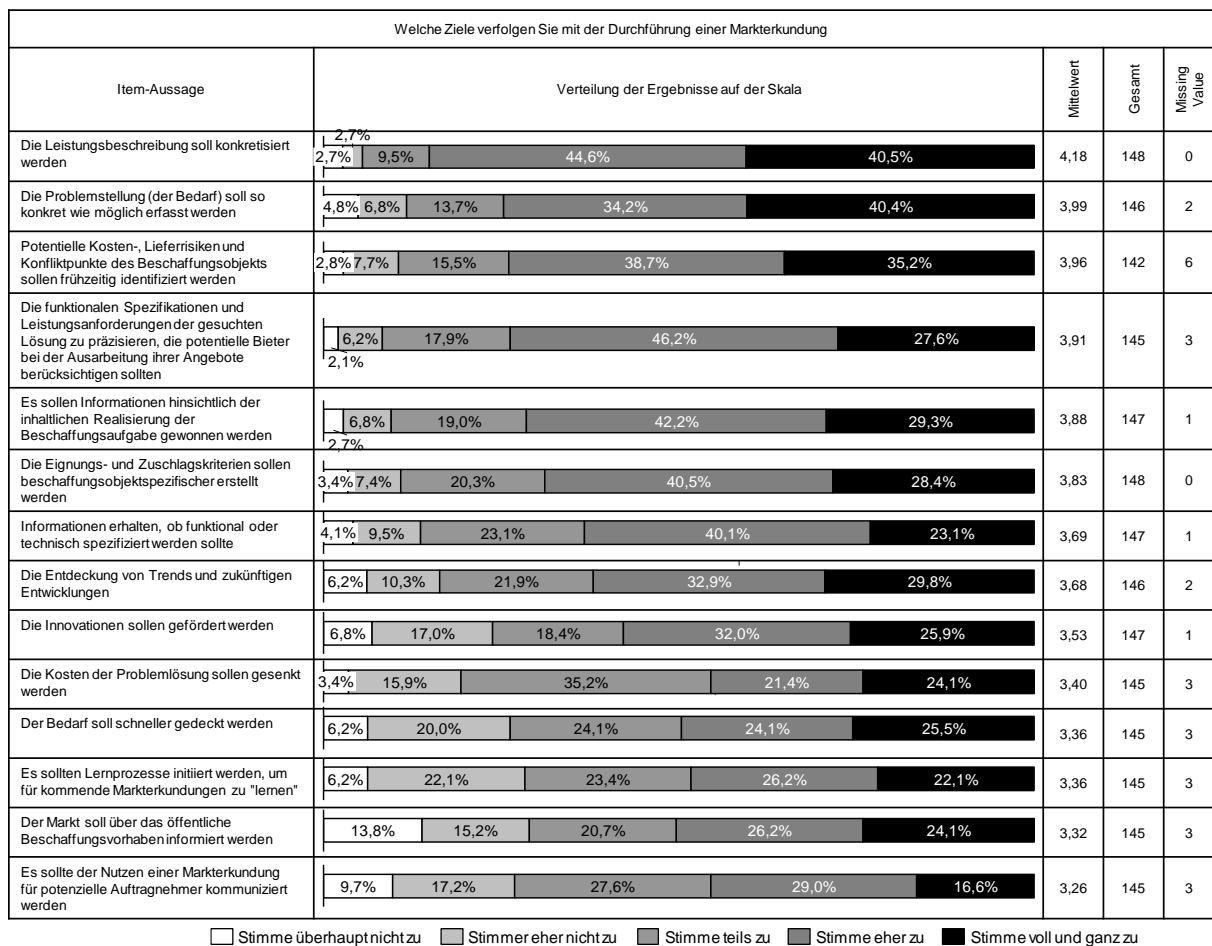 Welche Ziele verfolgen Sie mit der Durchführung einer Markterkundung
Item-Aussage
Verteilung der Ergebnisse auf der Skala
Mittelwert
Gesamt
Missing
Value
Die Leistungsbeschreibung soll konkretisiert
werden
2,7%
2,7% 9,5% 44,6% 40,5%
4,18 148 0
Die Problemstellung (der Bedarf) soll so
konkret wie möglich erfasst werden
4,8% 6,8% 13,7% 34,2% 40,4%
3,99 146 2
Potentielle Kosten-, Lieferrisiken und
Konfliktpunkte des Beschaffungsobjekts
sollen frühzeitig identifiziert werden
2,8% 7,7% 15,5% 38,7% 35,2%
3,96 142 6
Die funktionalen Spezifikationen und
Leistungsanforderungen der gesuchten
Lösung zu präzisieren, die potentielle Bieter
bei der Ausarbeitung ihrer Angebote
berücksichtigen sollten
6,2% 17,9% 46,2% 27,6%
2,1%
3,91 145 3
Es sollen Informationen hinsichtlich der
inhaltlichen Realisierung der
Beschaffungsaufgabe gewonnen werden
6,8% 19,0% 42,2% 29,3%
2,7%
3,88 147 1
Die Eignungs- und Zuschlagskriterien sollen
beschaffungsobjektspezifischer erstellt
werden
3,4% 7,4% 20,3% 40,5% 28,4%
3,83 148 0
Informationen erhalten, ob funktional oder
technisch spezifiziert werden sollte
4,1% 9,5% 23,1% 40,1% 23,1%
3,69 147 1
Die Entdeckung von Trends und zukünftigen
Entwicklungen
6,2% 10,3% 21,9% 32,9% 29,8%
3,68 146 2
Die Innovationen sollen gefördert werden
6,8% 17,0% 18,4% 32,0% 25,9%
3,53 147 1
Die Kosten der Problemlösung sollen gesenkt
werden
3,4% 15,9% 35,2% 21,4% 24,1%
3,40 145 3
Der Bedarf soll schneller gedeckt werden
6,2% 20,0% 24,1% 24,1% 25,5%
3,36 145 3
Es sollten Lernprozesse initiiert werden, um
für kommende Markterkundungen zu "lernen"
6,2% 22,1% 23,4% 26,2% 22,1%
3,36 145 3
Der Markt soll über das öffentliche
Beschaffungsvorhaben informiert werden
13,8% 15,2% 20,7% 26,2% 24,1%
3,32 145 3
Es sollte der Nutzen einer Markterkundung
für potenzielle Auftragnehmer kommuniziert
werden
9,7% 17,2% 27,6% 29,0% 16,6%
3,26 145 3
Stimme überhaupt nicht zu Stimmer eher nicht zu Stimme teils zu Stimme eher zu Stimme voll und ganz zu